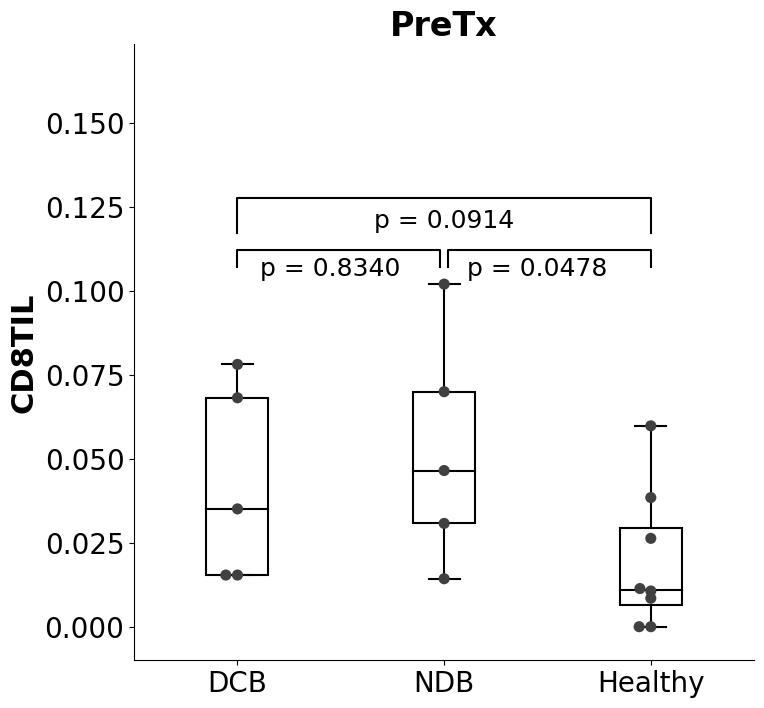 PreTx
CD8TIL
0.150
0.125
0.100
0.075
0.050
0.025
0.000
p = 0.0914
p = 0.8340
p = 0.0478
DCB
NDB
Healthy